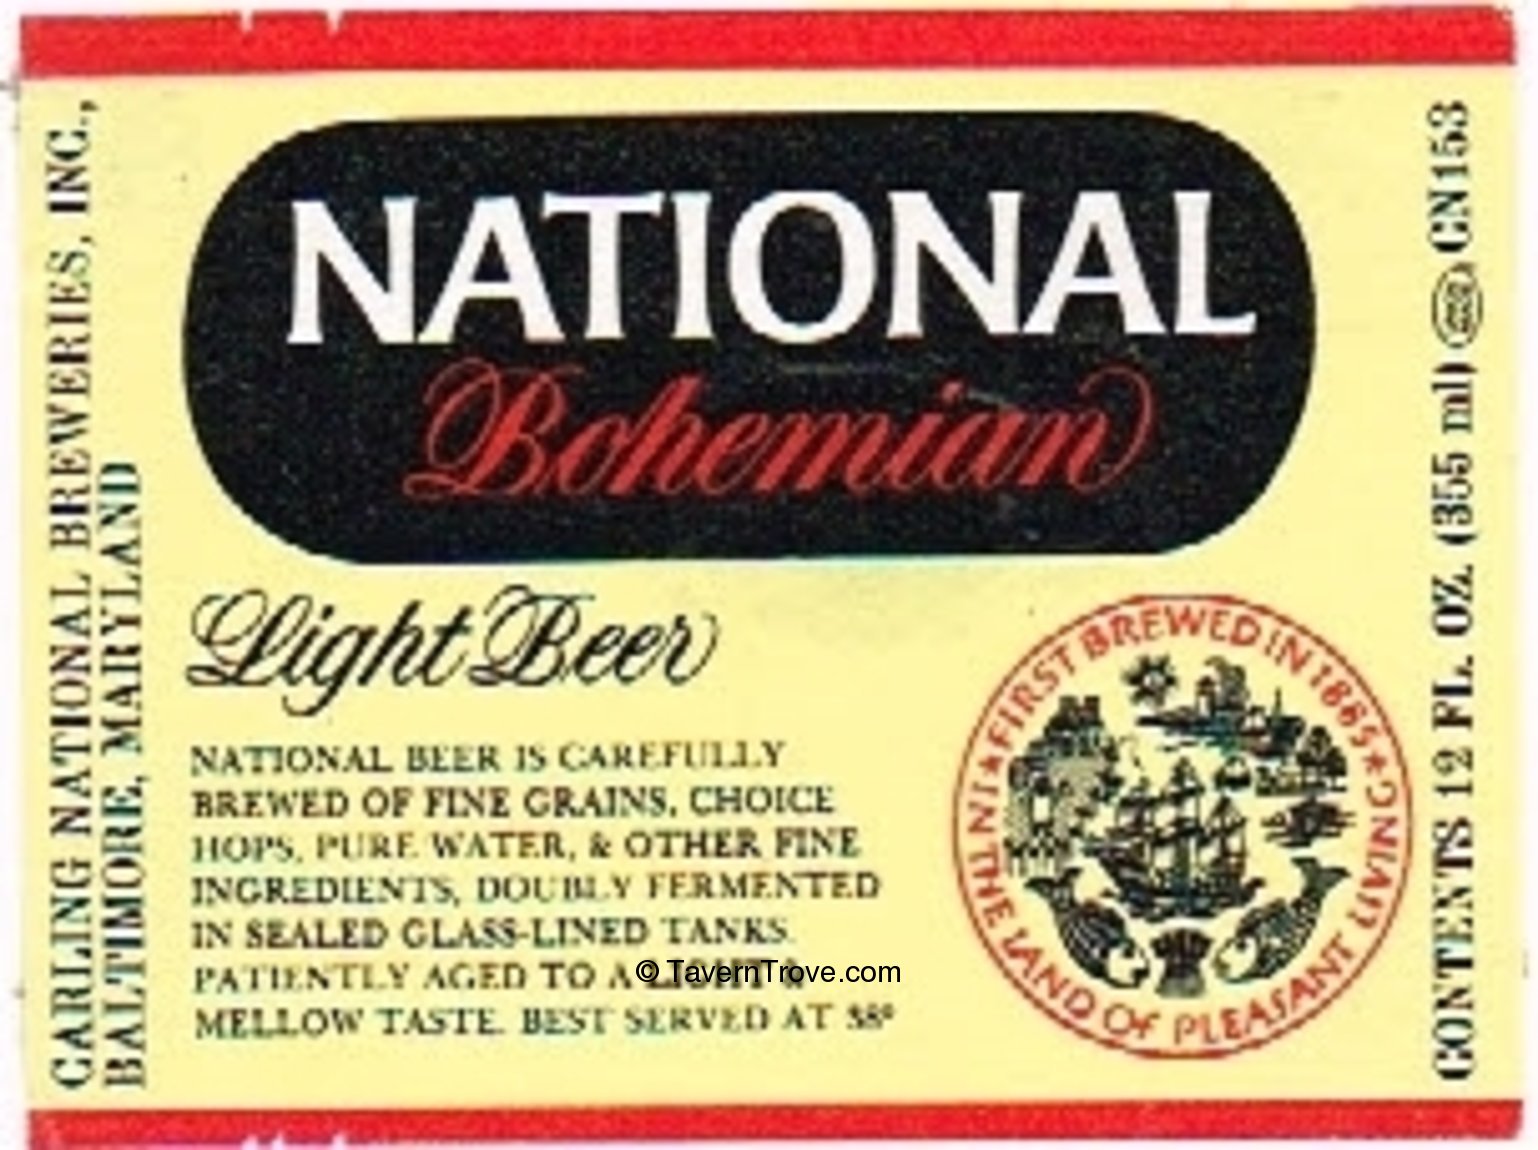 NATIONAL
Bohemian
Light Beer
NATIONAL BEER IS CAREFULLY
BREWED OF FINE GRAINS, CHOICE
HOPS, PURE WATER, & OTHER FINE
INGREDIENTS, DOUBLY FERMENTED
IN SEALED GLASS-LINED TANKS.
PATIENTLY AGED TO A
MELLOW TASTE. BEST SERVED AT 38°
© TavernTrove.com
★FIRST BREWED IN 1885★
IN THE LAND OF PLEASANT LIVING
CARLING NATIONAL BREWERIES, INC.,
BALTIMORE, MARYLAND
CONTENTS 12 FL. OZ. (355 ml) CN153